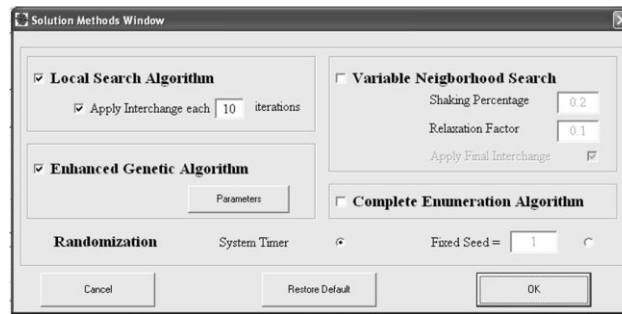 Solution Methods Window
Local Search Algorithm
Apply Interchange each 10 iterations
Enhanced Genetic Algorithm
Parameters
Variable Neigborhood Search
Shaking Percentage 0.2
Relaxation Factor 0.1
Apply Final Interchange
Complete Enumeration Algorithm
Randomization System Timer Fixed Seed = 1
Cancel Restore Default OK